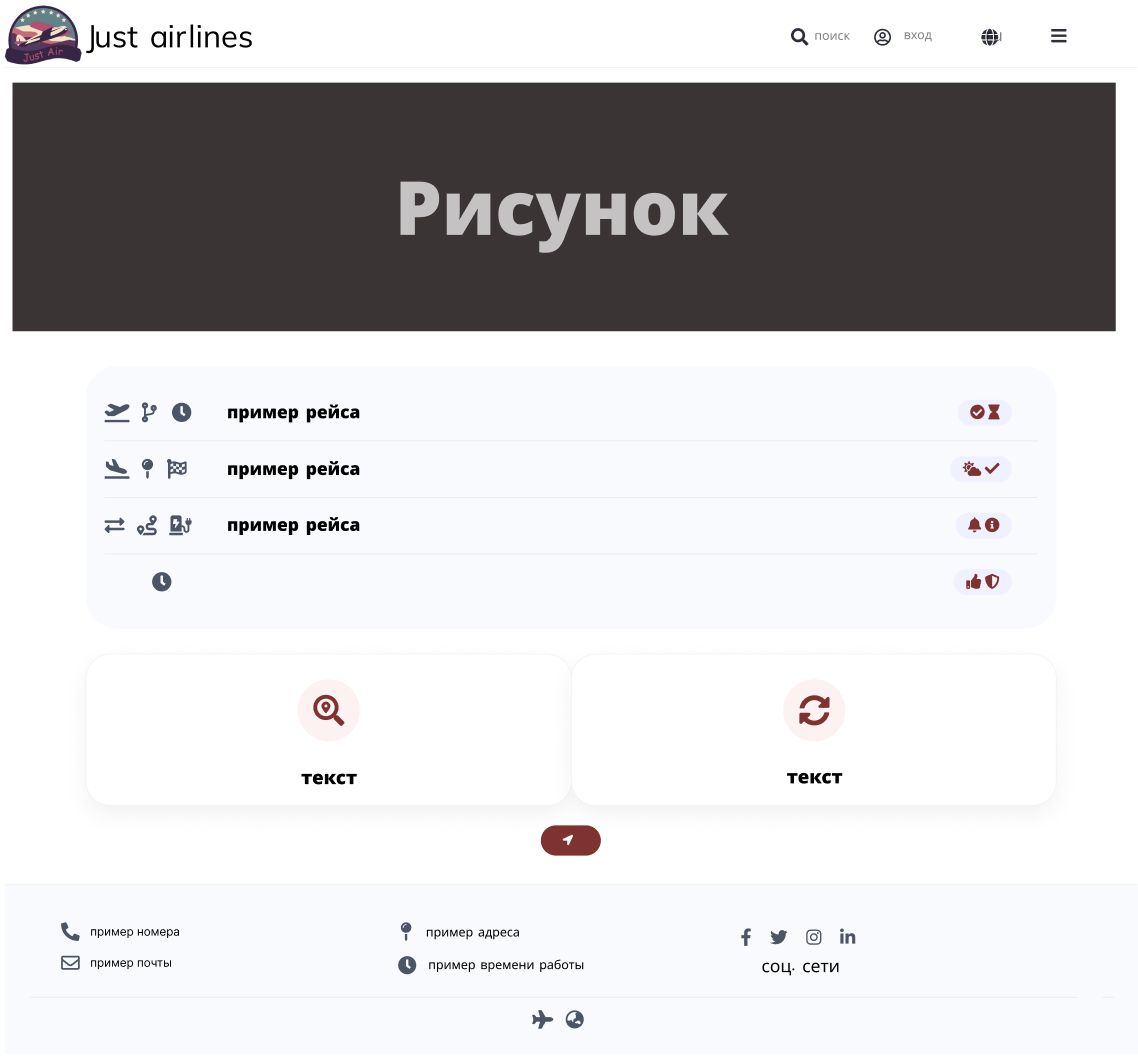 Just Air
Just airlines
поиск
вход
Рисунок
пример рейса
пример рейса
пример рейса
текст
текст
пример номера
пример почты
пример адреса
пример времени работы
соц. сети